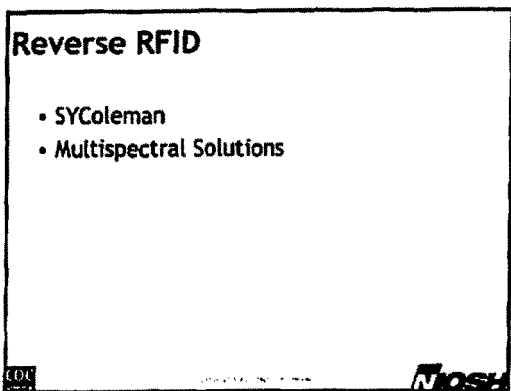 Reverse RFID
• SYColeman
• Multispectral Solutions
CDC
NIOSH